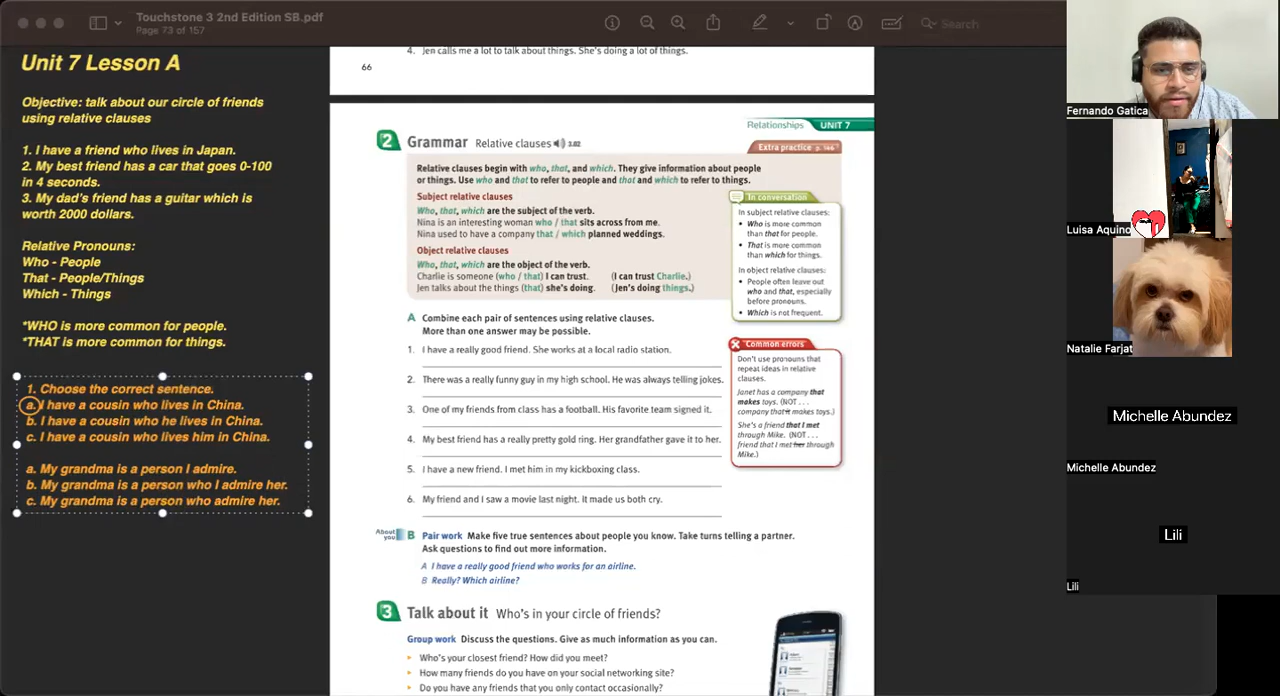 Touchstone 3 2nd Edition SB.pdf
Page 73 of 157
Search
Unit 7 Lesson A
Objective: talk about our circle of friends
using relative clauses
1. I have a friend who lives in Japan.
2. My best friend has a car that goes 0-100
in 4 seconds.
3. My dad's friend has a guitar which is
worth 2000 dollars.
Relative Pronouns:
Who - People
That - People/Things
Which - Things
*WHO is more common for people.
*THAT is more common for things.
1. Choose the correct sentence.
a. I have a cousin who lives in China.
b. I have a cousin who he lives in China.
c. I have a cousin who lives him in China.
a. My grandma is a person I admire.
b. My grandma is a person who I admire her.
c. My grandma is a person who admire her.
4. Jen calls me a lot to talk about things. She's doing a lot of things.
66
Relationships UNIT 7
2 Grammar Relative clauses 3.02
Extra practice p. 146
Relative clauses begin with who, that, and which. They give information about people
or things. Use who and that to refer to people and that and which to refer to things.
Subject relative clauses
Who, that, which are the subject of the verb.
Nina is an interesting woman who / that sits across from me.
Nina used to have a company that / which planned weddings.
Object relative clauses
Who, that, which are the object of the verb.
Charlie is someone (who / that) I can trust. (I can trust Charlie.)
Jen talks about the things (that) she's doing. (Jen's doing things.)
In conversation
In subject relative clauses:
• Who is more common
than that for people.
• That is more common
than which for things.
In object relative clauses:
• People often leave out
who and that, especially
before pronouns.
• Which is not frequent.
A Combine each pair of sentences using relative clauses.
More than one answer may be possible.
1. I have a really good friend. She works at a local radio station.
2. There was a really funny guy in my high school. He was always telling jokes.
3. One of my friends from class has a football. His favorite team signed it.
4. My best friend has a really pretty gold ring. Her grandfather gave it to her.
5. I have a new friend. I met him in my kickboxing class.
6. My friend and I saw a movie last night. It made us both cry.
Common errors
Don't use pronouns that
repeat ideas in relative
clauses.
Janet has a company that
makes toys. (NOT . . .
company that it makes toys.)
She's a friend that I met
through Mike. (NOT . . .
friend that I met her through
Mike.)
About
you B Pair work Make five true sentences about people you know. Take turns telling a partner.
Ask questions to find out more information.
A I have a really good friend who works for an airline.
B Really? Which airline?
3 Talk about it Who's in your circle of friends?
Group work Discuss the questions. Give as much information as you can.
Who's your closest friend? How did you meet?
How many friends do you have on your social networking site?
Do you have any friends that you only contact occasionally?
Fernando Gatica
Luisa Aquino
Natalie Farjat
Michelle Abundez
Michelle Abundez
Lili
Lili